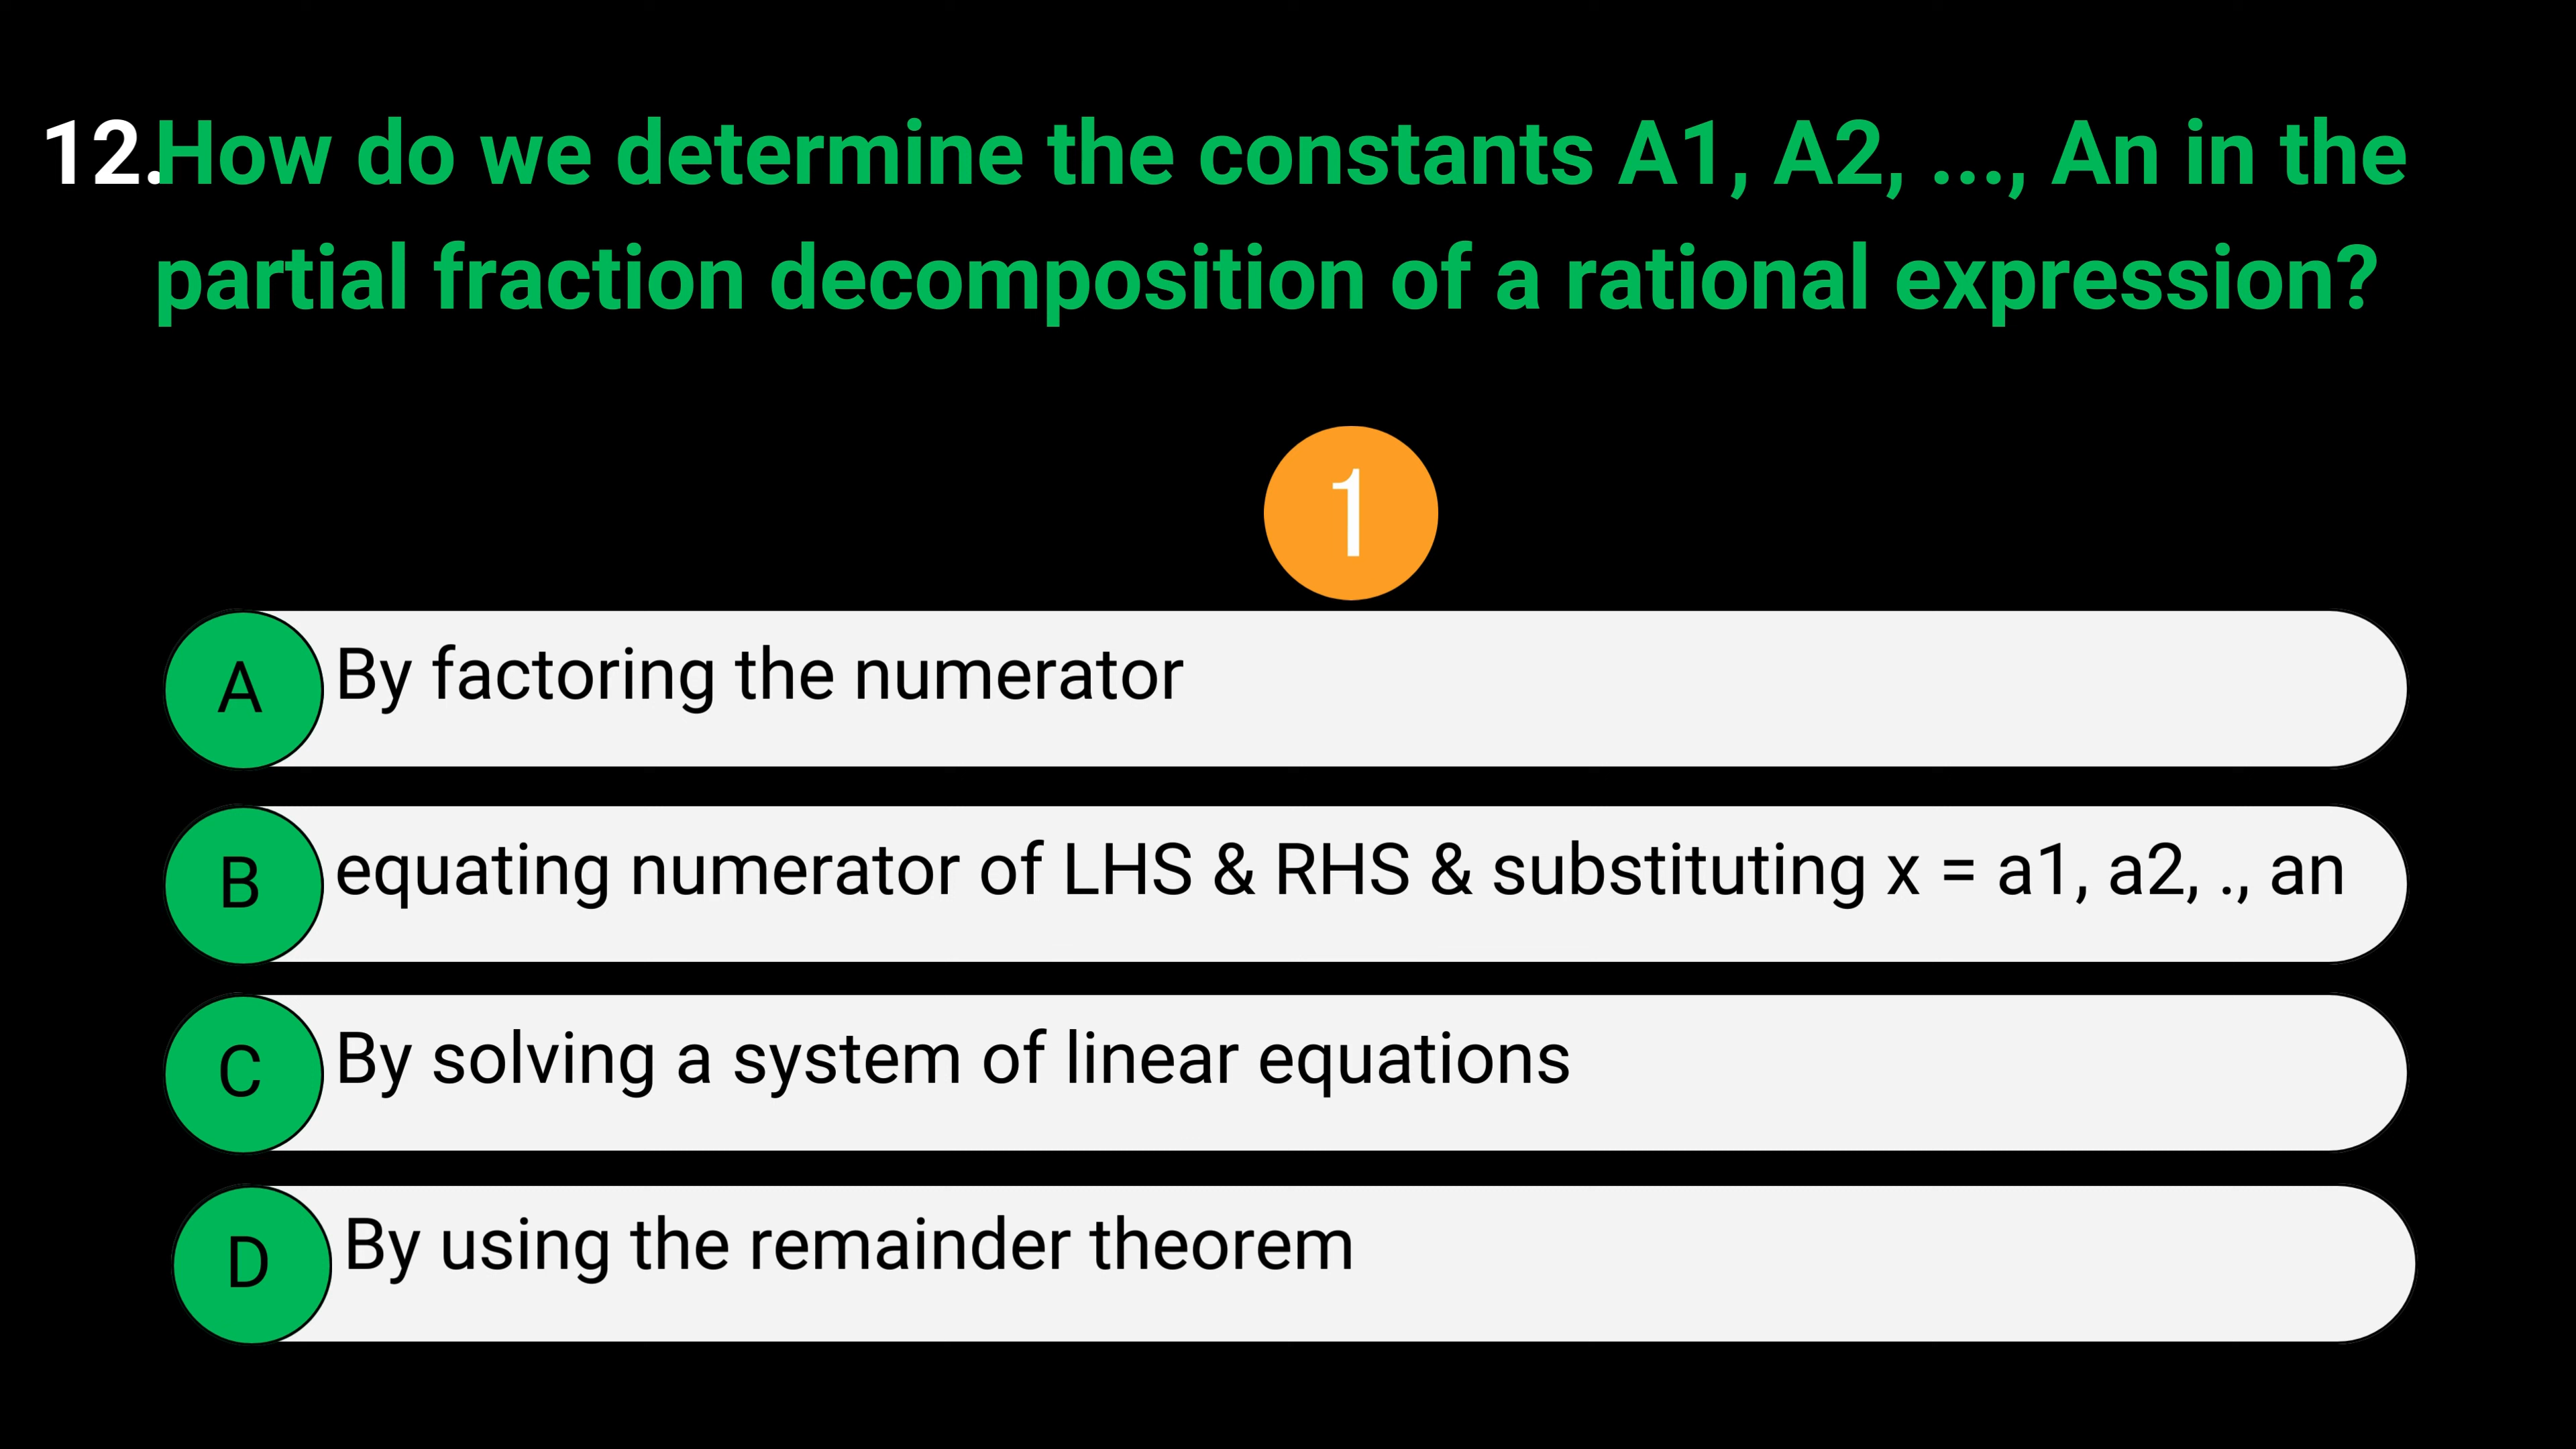 12.How do we determine the constants A1, A2, ..., An in the
partial fraction decomposition of a rational expression?
1
A By factoring the numerator
B equating numerator of LHS & RHS & substituting x = a1, a2, ., an
C By solving a system of linear equations
D By using the remainder theorem